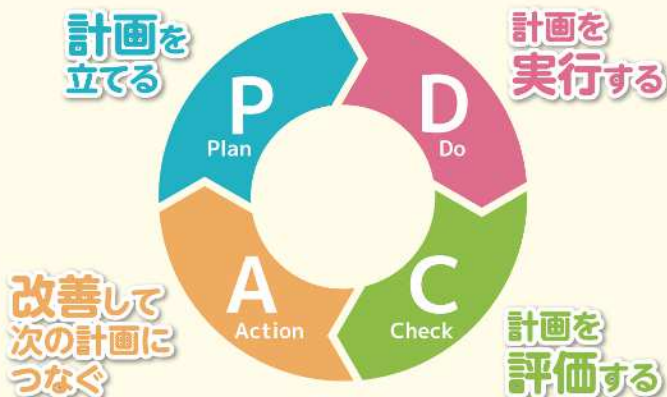 計画を
立てる
P
Plan
計画を
実行する
D
Do
計画を
評価する
C
Check
改善して
次の計画に
つなぐ
A
Action